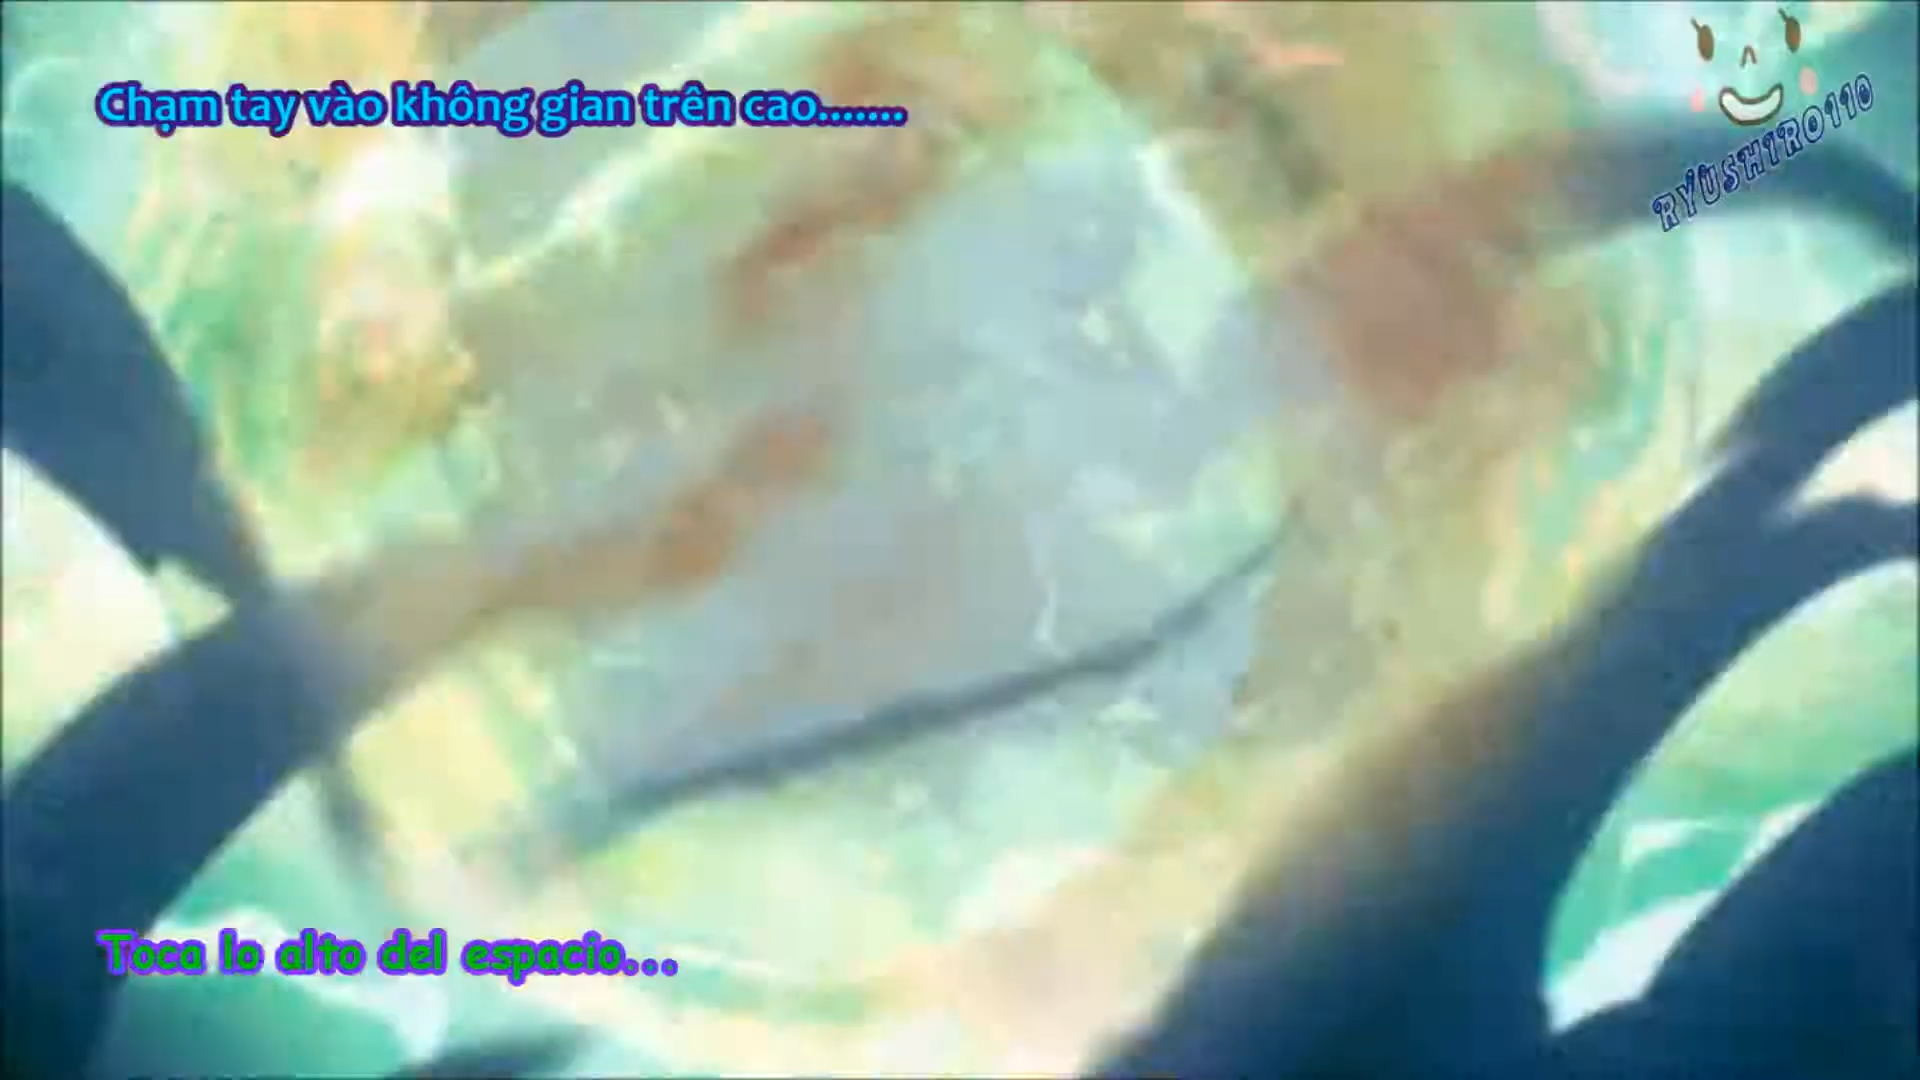 Chạm tay vào không gian trên cao.......
RYUSHIRO110
Toca lo alto del espacio...